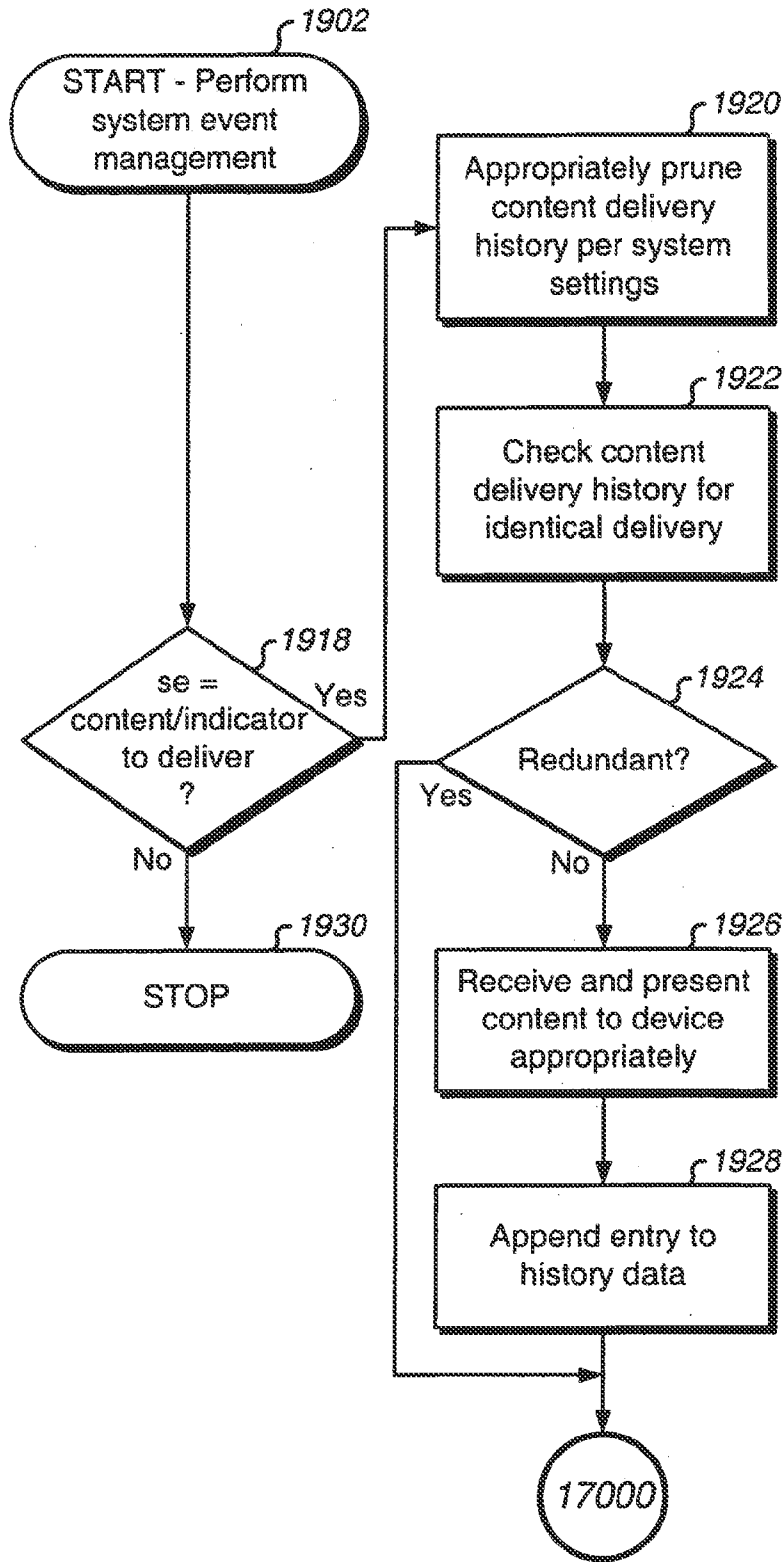 1902
START - Perform
system event
management
1918
se =
content/indicator
to deliver
?
Yes
No
1930
STOP
1920
Appropriately prune
content delivery
history per system
settings
1922
Check content
delivery history for
identical delivery
1924
Redundant?
Yes
No
1926
Receive and present
content to device
appropriately
1928
Append entry to
history data
17000